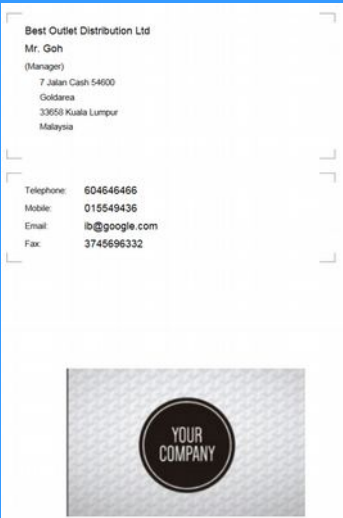 Best Outlet Distribution Ltd
Mr. Goh
(Manager)
7 Jalan Cash 54600
Goldarea
33658 Kuala Lumpur
Malaysia
Telephone: 604646466
Mobile: 015549436
Email: ib@google.com
Fax: 3745696332
YOUR
COMPANY